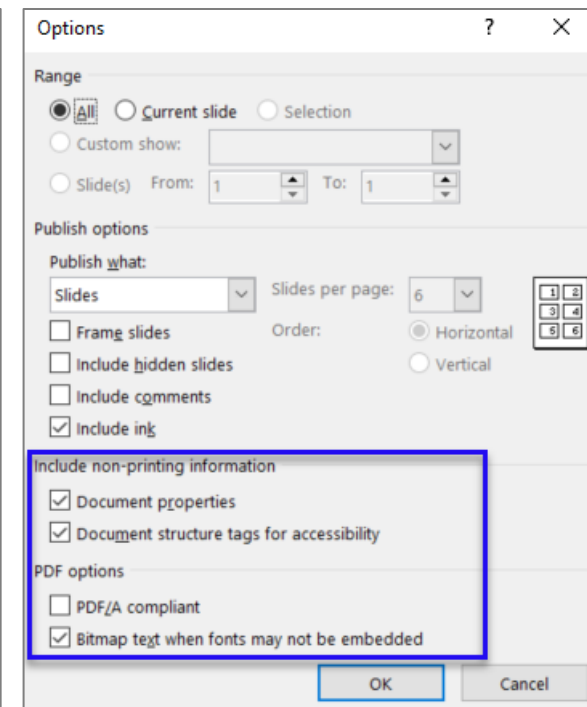 Options ?
Range
All Current slide Selection
Custom show:
Slide(s) From: 1 To: 1
Publish options
Publish what:
Slides Slides per page: 6
Frame slides Order: Horizontal
Include hidden slides Vertical
Include comments
Include ink
1 2
3 4
5 6
Include non-printing information
Document properties
Document structure tags for accessibility
PDF options
PDF/A compliant
Bitmap text when fonts may not be embedded
OK Cancel